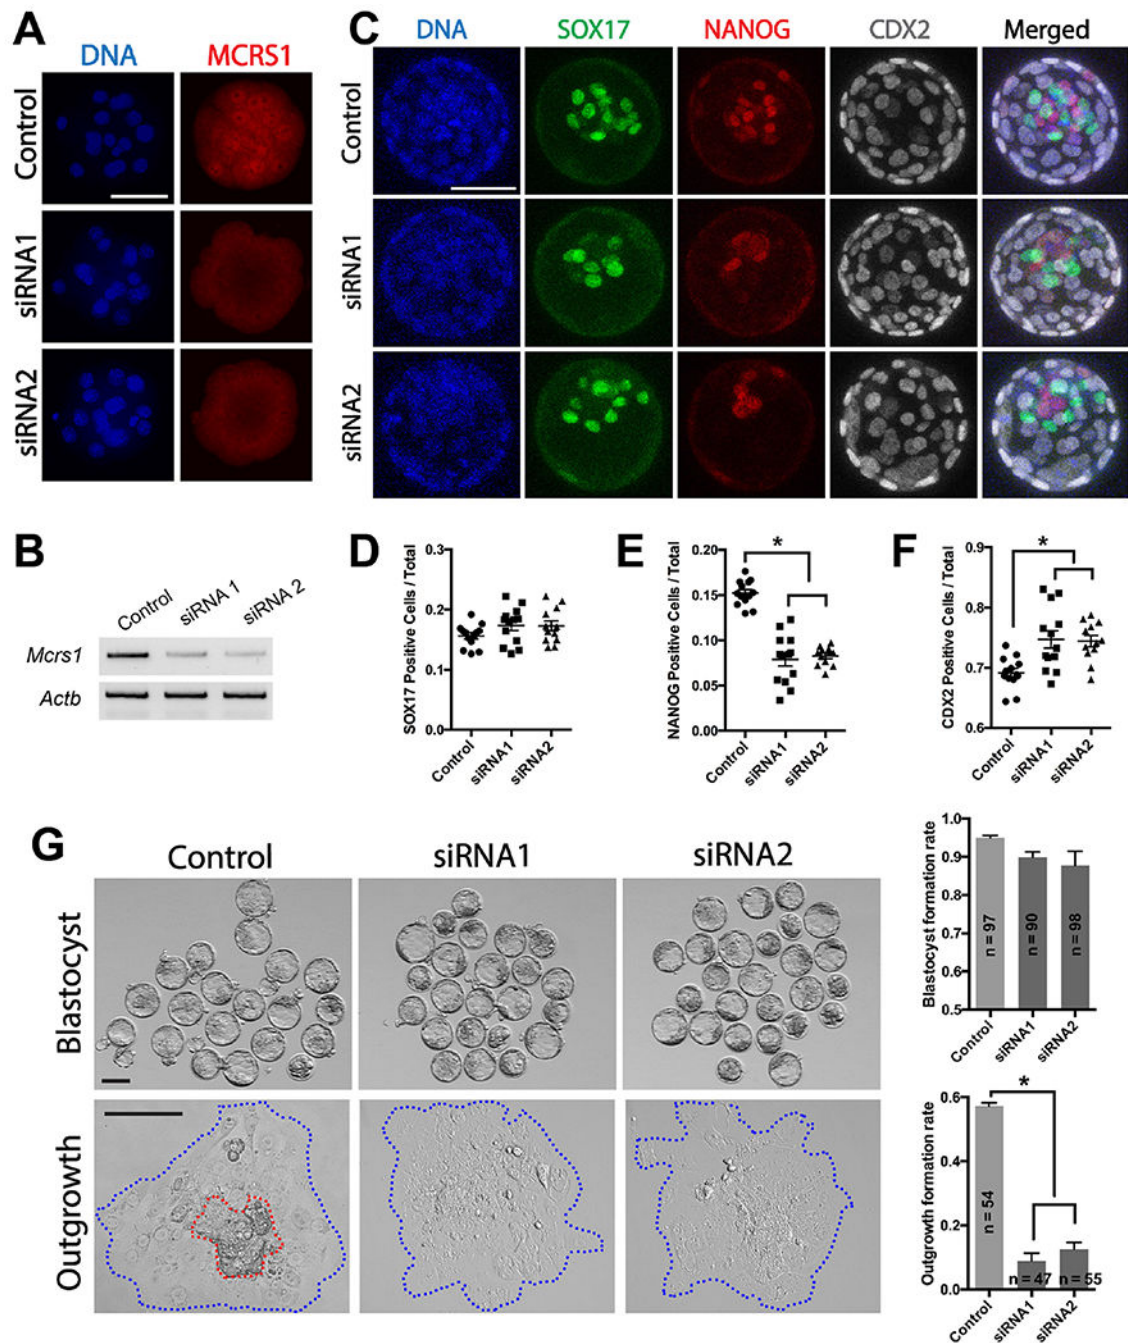 A
DNA MCRS1
Control
siRNA1
siRNA2
B
Control siRNA 1 siRNA 2
Mcrs1
Actb
C
DNA SOX17 NANOG CDX2 Merged
Control
siRNA1
siRNA2
D
SOX17 Positive Cells / Total
0.3
0.2
0.1
0.0
Control siRNA1 siRNA2
E
NANOG Positive Cells / Total
0.20
0.15
0.10
0.05
0.00
*
Control siRNA1 siRNA2
F
CDX2 Positive Cells / Total
0.9
0.8
0.7
0.6
*
Control siRNA1 siRNA2
G
Control siRNA1 siRNA2
Blastocyst
Outgrowth
Blastocyst formation rate
1.0
0.9
0.8
0.7
0.6
0.5
n = 97 n = 90 n = 98
Control siRNA1 siRNA2
Outgrowth formation rate
0.6
0.4
0.2
0.0
*
n = 54 n = 47 n = 55
Control siRNA1 siRNA2